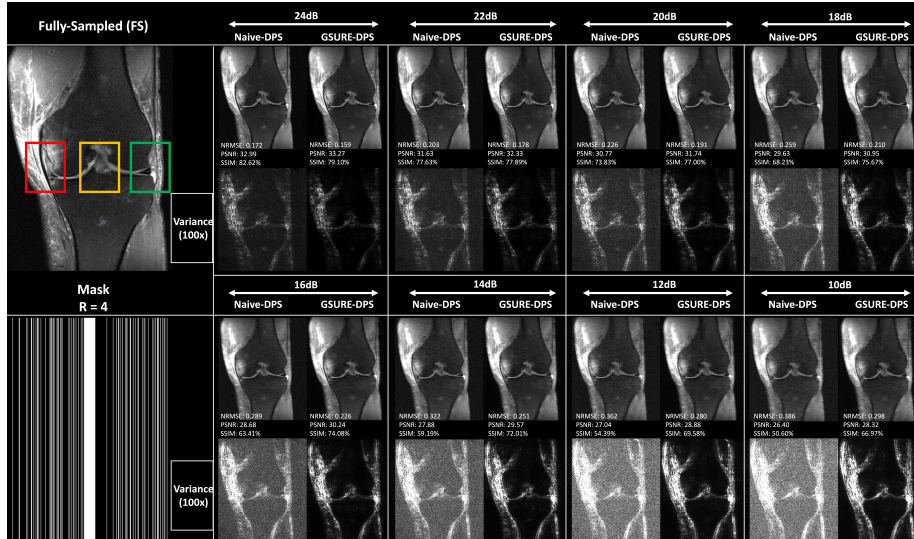 Fully-Sampled (FS)
24dB
22dB
20dB
18dB
Naive-DPS GSURE-DPS
Naive-DPS GSURE-DPS
Naive-DPS GSURE-DPS
Naive-DPS GSURE-DPS
NRMSE: 0.172
PSNR: 32.99
SSIM: 82.62%
NRMSE: 0.159
PSNR: 33.27
SSIM: 79.10%
NRMSE: 0.203
PSNR: 31.63
SSIM: 77.63%
NRMSE: 0.178
PSNR: 32.33
SSIM: 77.89%
NRMSE: 0.226
PSNR: 30.77
SSIM: 73.83%
NRMSE: 0.191
PSNR: 31.74
SSIM: 77.00%
NRMSE: 0.259
PSNR: 29.63
SSIM: 68.23%
NRMSE: 0.210
PSNR: 30.95
SSIM: 75.67%
Variance
(100x)
Mask
R = 4
16dB
14dB
12dB
10dB
Naive-DPS GSURE-DPS
Naive-DPS GSURE-DPS
Naive-DPS GSURE-DPS
Naive-DPS GSURE-DPS
NRMSE: 0.289
PSNR: 28.68
SSIM: 63.41%
NRMSE: 0.226
PSNR: 30.24
SSIM: 74.08%
NRMSE: 0.322
PSNR: 27.88
SSIM: 59.19%
NRMSE: 0.251
PSNR: 29.57
SSIM: 72.01%
NRMSE: 0.362
PSNR: 27.04
SSIM: 54.39%
NRMSE: 0.280
PSNR: 28.88
SSIM: 69.58%
NRMSE: 0.386
PSNR: 26.40
SSIM: 50.60%
NRMSE: 0.298
PSNR: 28.32
SSIM: 66.97%
Variance
(100x)